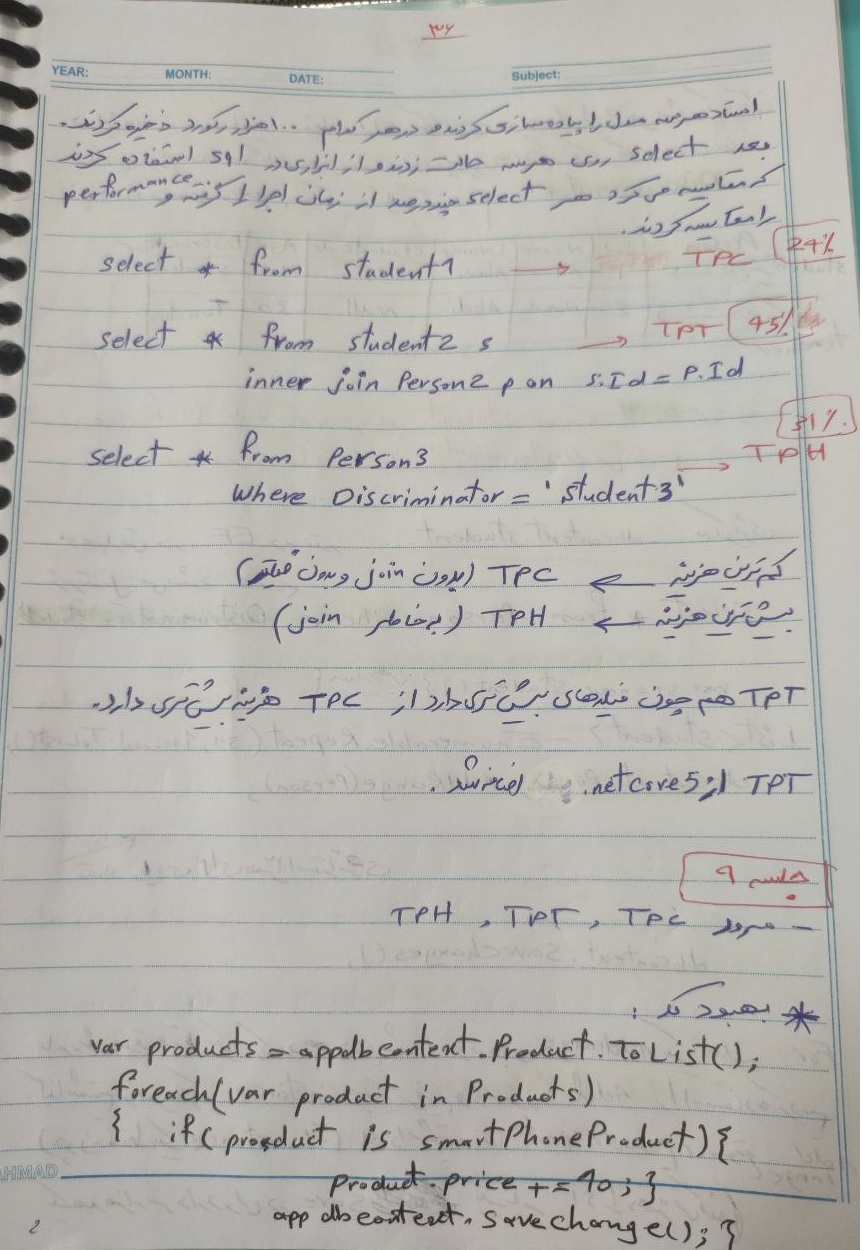 ۳۶
YEAR: MONTH: DATE: Subject:
استاد هر سه مدل را پیاده سازی کردند و در هر کدام ۱۰۰ هزار رکورد ذخیره کردند.
بعد select روی هر سه حالت زدند و از ابزاری در استفاده کردند
که مقایسه می کرد هر select چند درصد از زمان اجرا را گرفته و performance
را مقایسه کردند.
select * from student1 → TPC 24%
select * from student2 s → TPT 45%
inner join Person2 p on s.Id = P.Id
31%
select * from Person3 → TPH
Where Discriminator = 'student3'
کم ترین هزینه ← TPC (بدون join و بدون فیلتر)
بیش ترین هزینه ← TPH (به خاطر join)
TPT هم چون فیلدهای بیش تری دارد از TPC هزینه بیش تری دارد.
TPT از .netcore5 اضافه شد.
جلسه ۹
– مرور TPH , TPT , TPC
* بهبود کد :
var products = appdbcontext.Product.ToList();
foreach(var product in Products)
{ if( product is smartPhoneProduct){
Product.price += 10; }
app dbcontext. savechange(); }
AHMAD
2